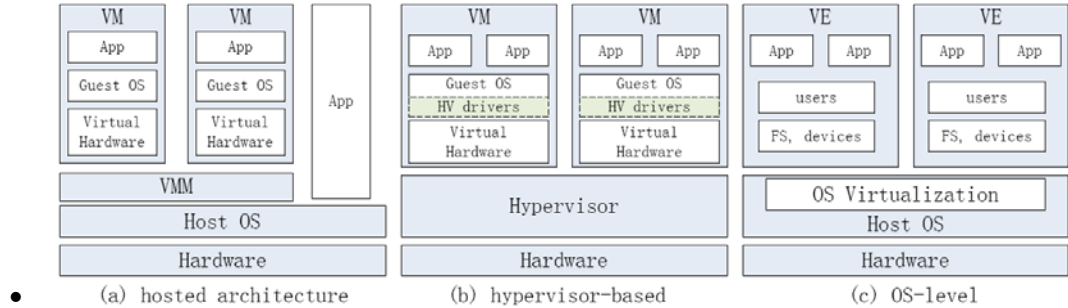 VM
App
Guest OS
Virtual
Hardware
VM
App
Guest OS
Virtual
Hardware
App
VMM
Host OS
Hardware
(a) hosted architecture
VM
App App
Guest OS
HV drivers
Virtual
Hardware
VM
App App
Guest OS
HV drivers
Virtual
Hardware
Hypervisor
Hardware
(b) hypervisor-based
VE
App App
users
FS, devices
VE
App App
users
FS, devices
OS Virtualization
Host OS
Hardware
(c) OS-level